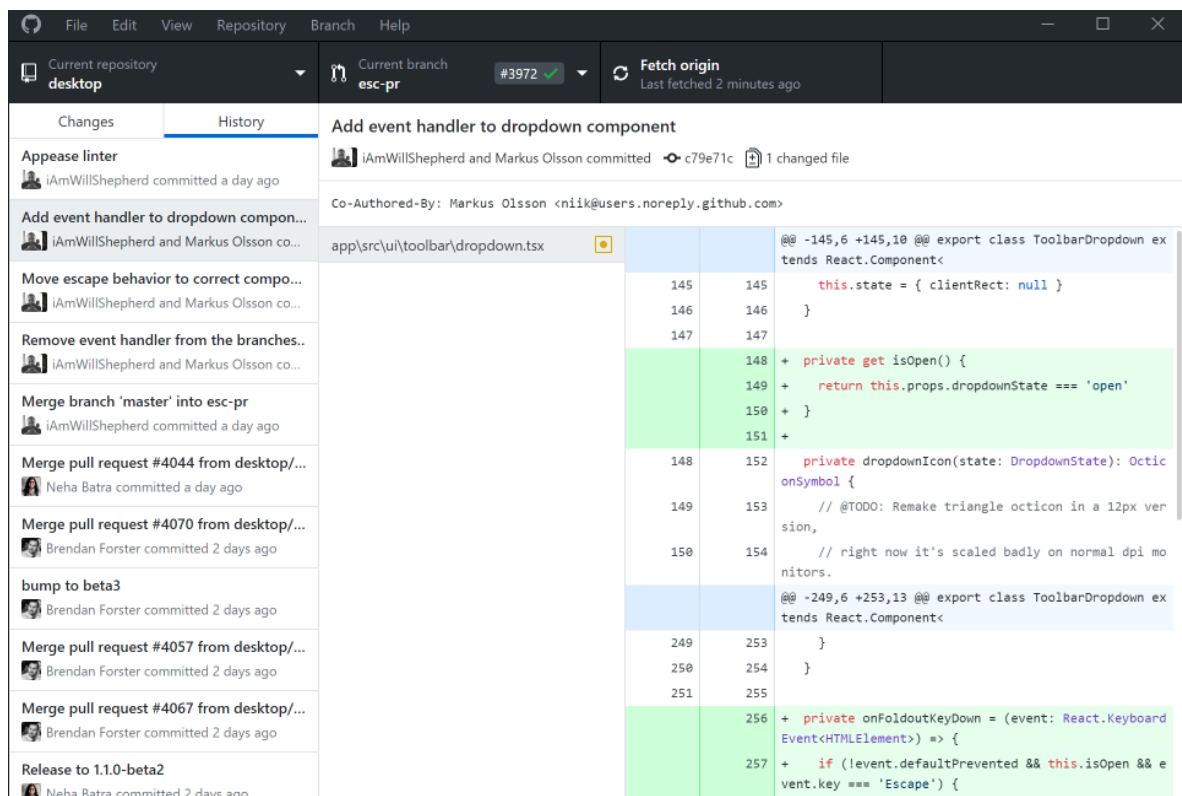 File Edit View Repository Branch Help
Current repository
desktop
Current branch
esc-pr
#3972
Fetch origin
Last fetched 2 minutes ago
Changes History
Appease linter
iAmWillShepherd committed a day ago
Add event handler to dropdown compon...
iAmWillShepherd and Markus Olsson co...
Move escape behavior to correct compo...
iAmWillShepherd and Markus Olsson co...
Remove event handler from the branches..
iAmWillShepherd and Markus Olsson co...
Merge branch 'master' into esc-pr
iAmWillShepherd committed a day ago
Merge pull request #4044 from desktop/...
Neha Batra committed a day ago
Merge pull request #4070 from desktop/...
Brendan Forster committed 2 days ago
bump to beta3
Brendan Forster committed 2 days ago
Merge pull request #4057 from desktop/...
Brendan Forster committed 2 days ago
Merge pull request #4067 from desktop/...
Brendan Forster committed 2 days ago
Release to 1.1.0-beta2
Neha Batra committed 2 days ago
Add event handler to dropdown component
iAmWillShepherd and Markus Olsson committed c79e71c 1 changed file
Co-Authored-By: Markus Olsson <niik@users.noreply.github.com>
app\src\ui\toolbar\dropdown.tsx
@@ -145,6 +145,10 @@ export class ToolbarDropdown ex
tends React.Component<
145 145 this.state = { clientRect: null }
146 146 }
147 147
148 + private get isOpen() {
149 + return this.props.dropdownState === 'open'
150 + }
151 +
148 152 private dropdownIcon(state: DropdownState): Octic
onSymbol {
149 153 // @TODO: Remake triangle octicon in a 12px ver
sion,
150 154 // right now it's scaled badly on normal dpi mo
nitors.
@@ -249,6 +253,13 @@ export class ToolbarDropdown ex
tends React.Component<
249 253 }
250 254 }
251 255
256 + private onFoldoutKeyDown = (event: React.Keyboard
Event<HTMLElement>) => {
257 + if (!event.defaultPrevented && this.isOpen && e
vent.key === 'Escape') {